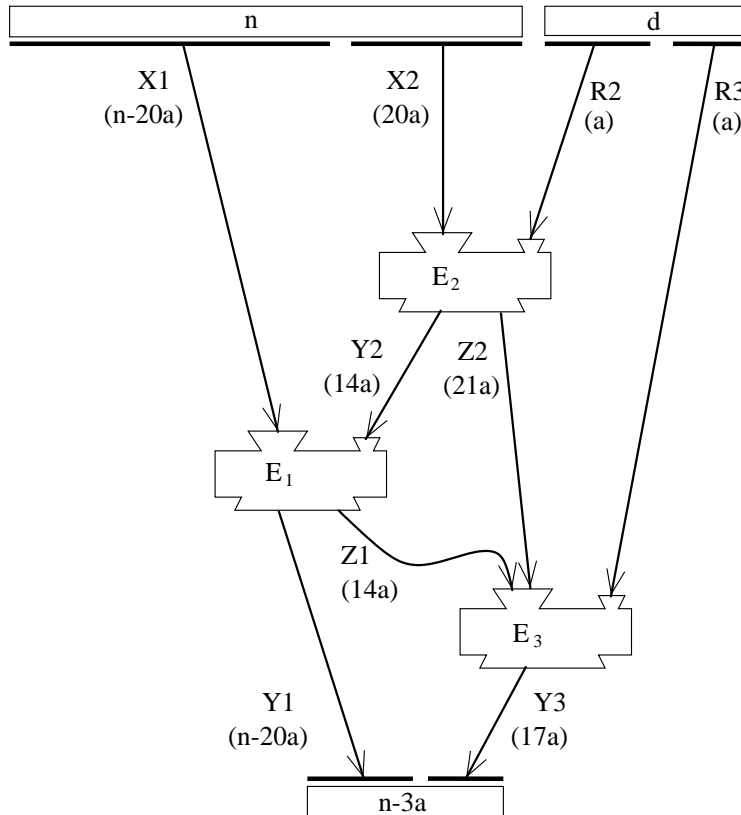 n d
X1 X2 R2 R3
(n-20a) (20a) (a) (a)
E2
Y2 Z2
(14a) (21a)
E1
Z1
(14a)
E3
Y1 Y3
(n-20a) (17a)
n-3a